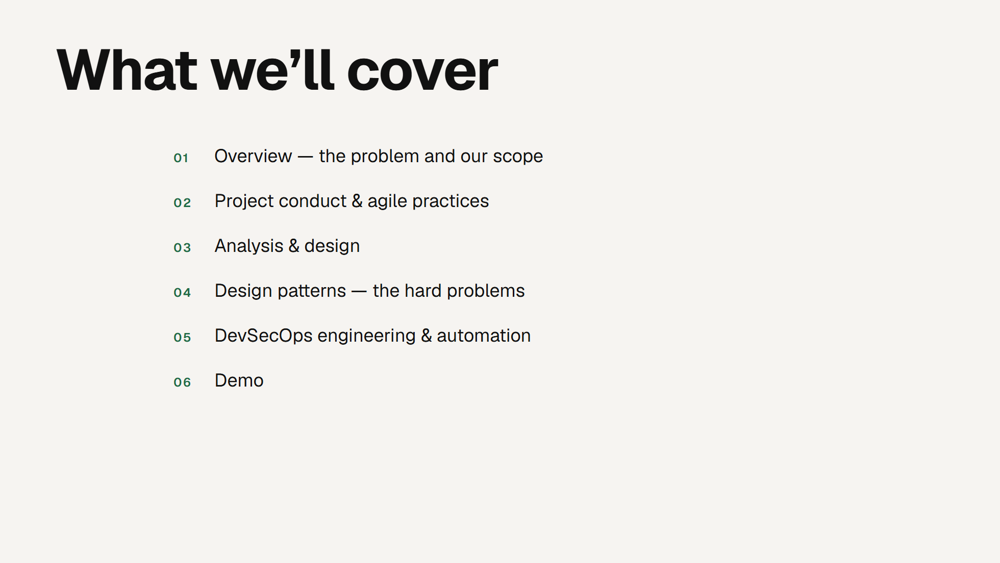 What we’ll cover
01 Overview — the problem and our scope
02 Project conduct & agile practices
03 Analysis & design
04 Design patterns — the hard problems
05 DevSecOps engineering & automation
06 Demo